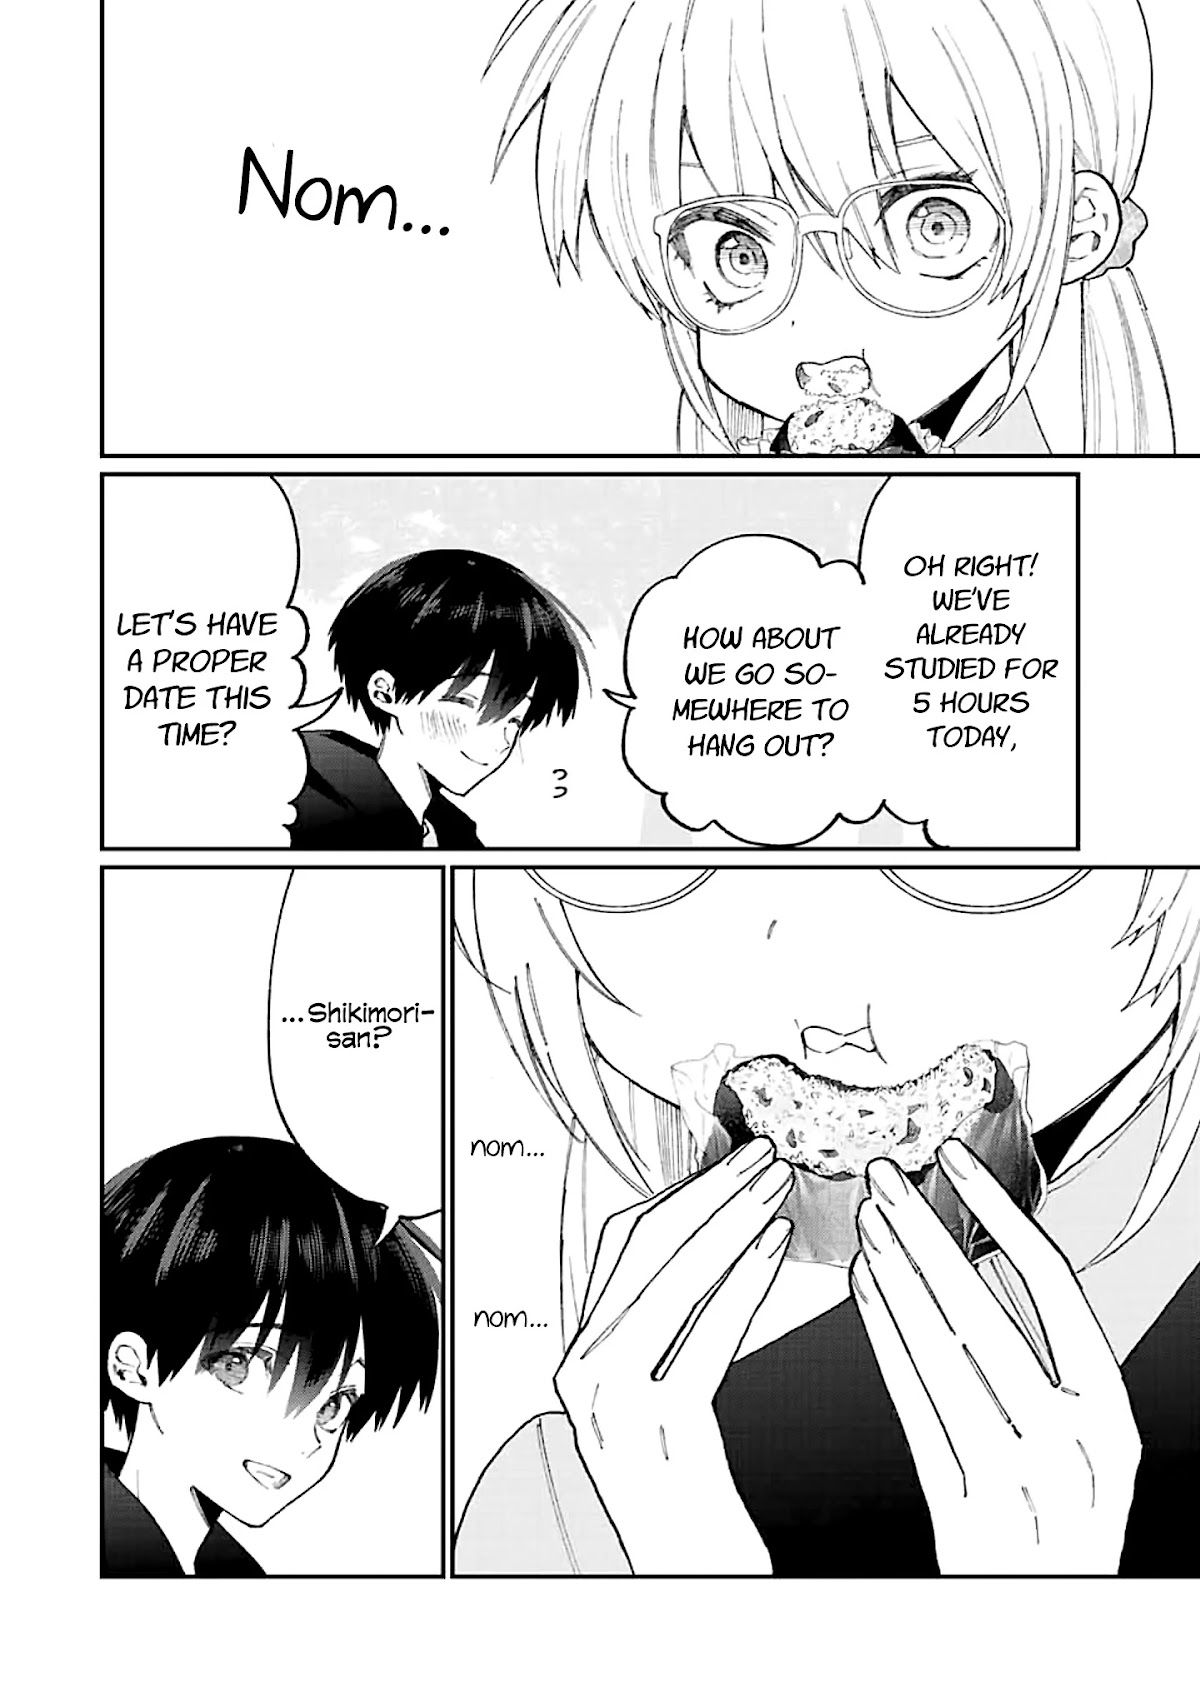 Nom...
OH RIGHT!
WE'VE
ALREADY
STUDIED FOR
5 HOURS
TODAY,
HOW ABOUT
WE GO SO-
MEWHERE TO
HANG OUT?
LET'S HAVE
A PROPER
DATE THIS
TIME?
nom...
nom...
...Shikimori-
san?